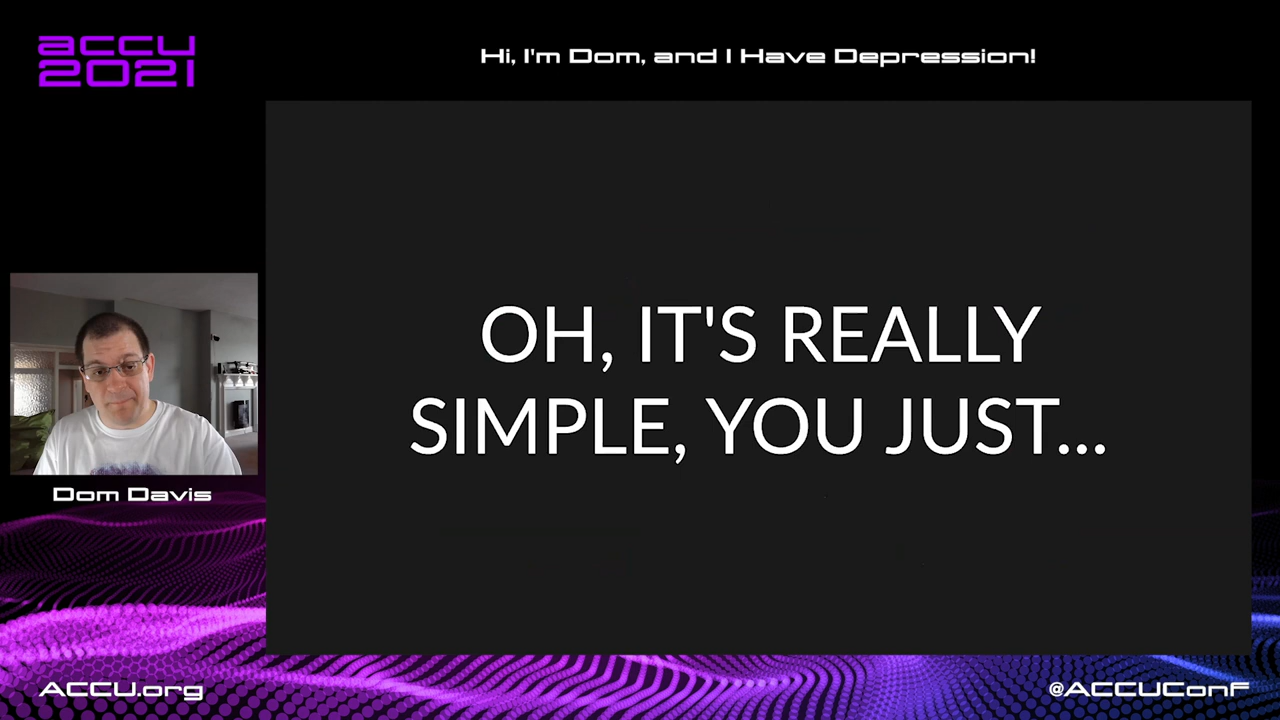 accu
2021
Hi, I'm Dom, and I Have Depression!
OH, IT'S REALLY
SIMPLE, YOU JUST...
Dom Davis
ACCU.org
@ACCUConf